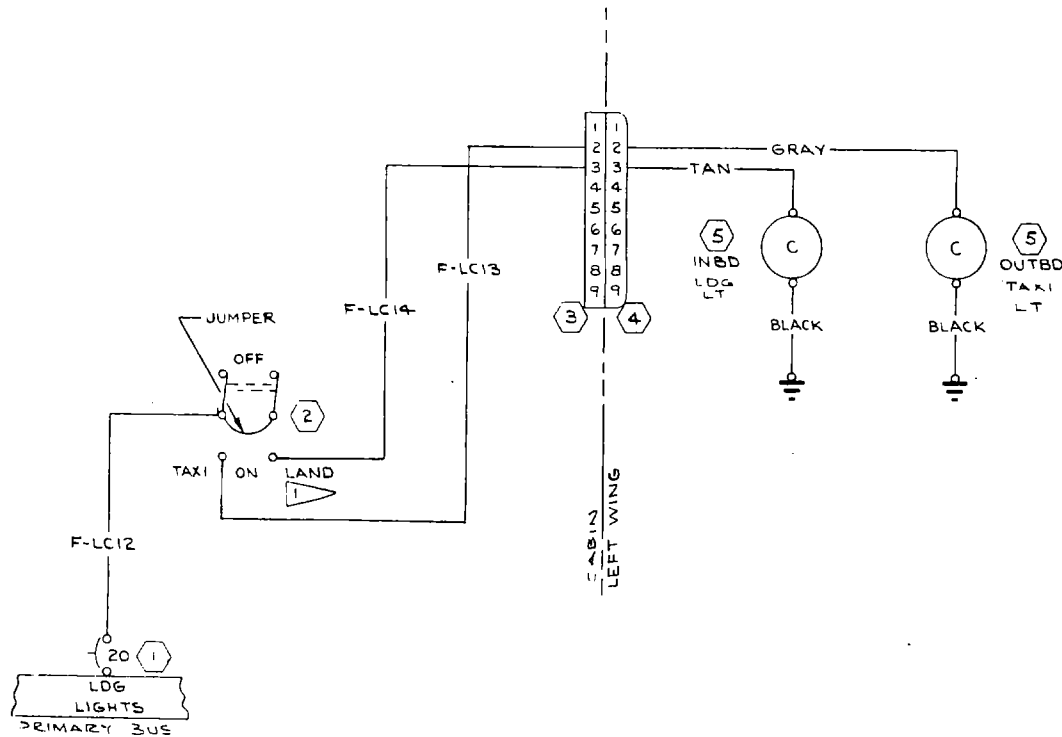 1 1
2 2
3 3
4 4
5 5
6 6
7 7
8 8
9 9
GRAY
TAN
C
C
5
INBD
LDG
LT
5
OUTBD
TAXI
LT
BLACK
BLACK
3
4
F-LC13
F-LC14
JUMPER
OFF
2
TAXI ON LAND
1
LEFT WING
F-LC12
20
1
LDG
LIGHTS
PRIMARY BUS